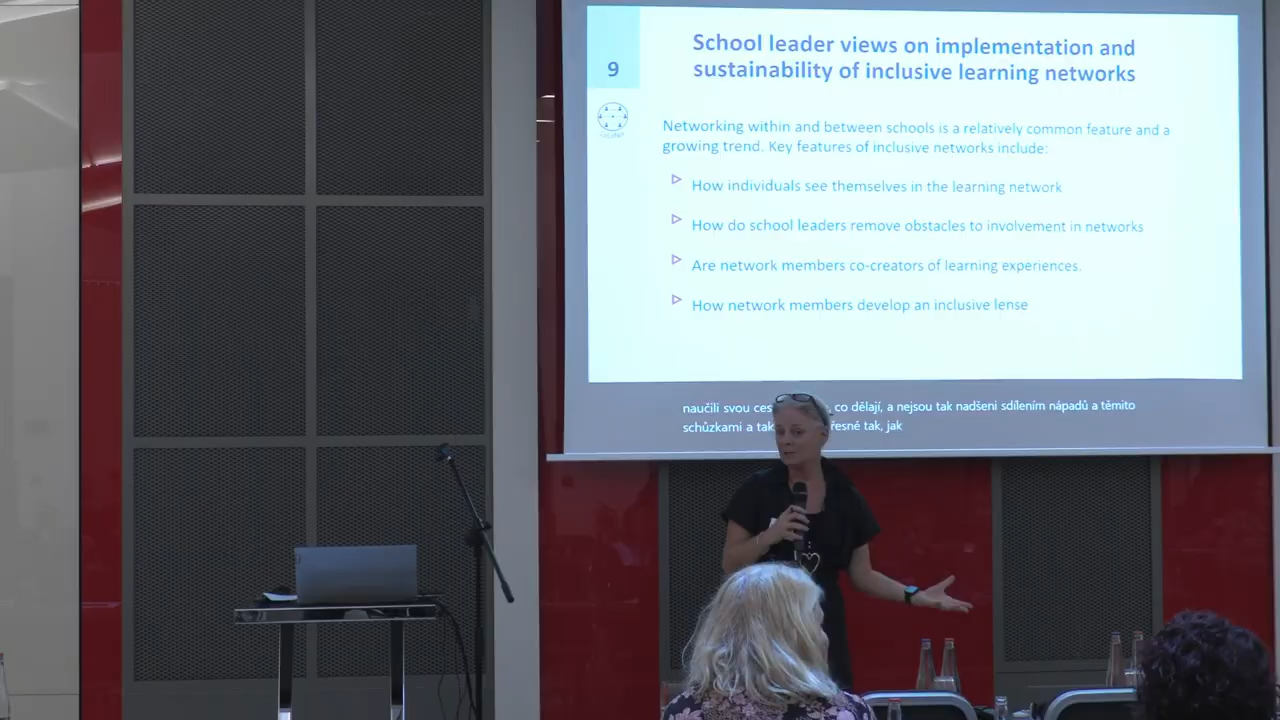 School leader views on implementation and
sustainability of inclusive learning networks
9
Networking within and between schools is a relatively common feature and a
growing trend. Key features of inclusive networks include:
How individuals see themselves in the learning network
How do school leaders remove obstacles to involvement in networks
Are network members co-creators of learning experiences.
How network members develop an inclusive lense
naučili svou co dělají, a nejsou tak nadšeni sdílením nápadů a těmito
schůzkami a tak, jak